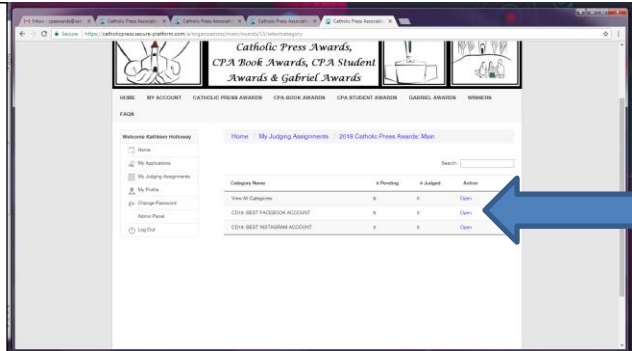 Catholic Press Awards,
CPA Book Awards, CPA Student
Awards & Gabriel Awards
HOME MY ACCOUNT CATHOLIC PRESS AWARDS CPA BOOK AWARDS CPA STUDENT AWARDS GABRIEL AWARDS WINNERS
FAQS
Welcome Kathleen Holloway
Home
My Applications
My Judging Assignments
My Profile
Change Password
Admin Panel
Log Out
Home / My Judging Assignments / 2018 Catholic Press Awards: Main
Search:
Category Name # Pending # Judged Action
View All Categories 0 Open
BEST FACEBOOK ACCOUNT 0 Open
BEST INSTAGRAM ACCOUNT 0 Open